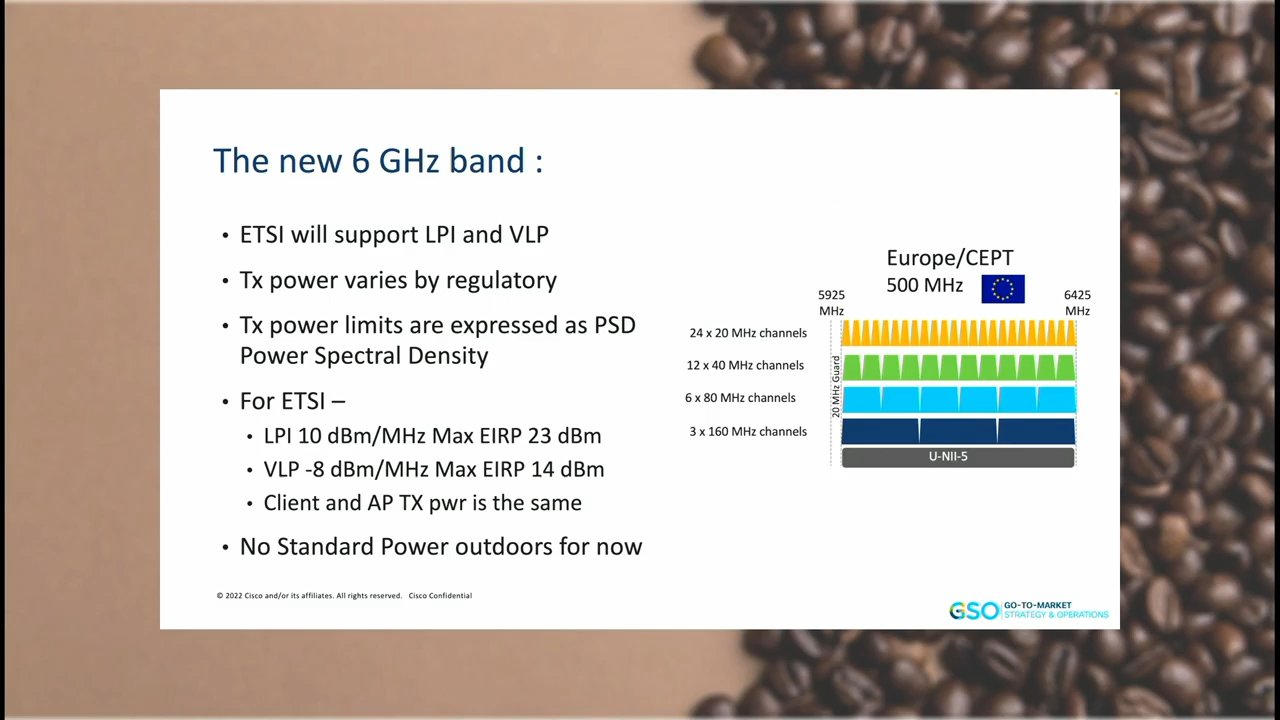 The new 6 GHz band :
• ETSI will support LPI and VLP
• Tx power varies by regulatory
• Tx power limits are expressed as PSD
Power Spectral Density
• For ETSI –
• LPI 10 dBm/MHz Max EIRP 23 dBm
• VLP -8 dBm/MHz Max EIRP 14 dBm
• Client and AP TX pwr is the same
• No Standard Power outdoors for now
Europe/CEPT
500 MHz
5925
MHz
6425
MHz
24 x 20 MHz channels
12 x 40 MHz channels
6 x 80 MHz channels
3 x 160 MHz channels
20 MHz Guard
U-NII-5
© 2022 Cisco and/or its affiliates. All rights reserved. Cisco Confidential
GSO GO-TO-MARKET
STRATEGY & OPERATIONS